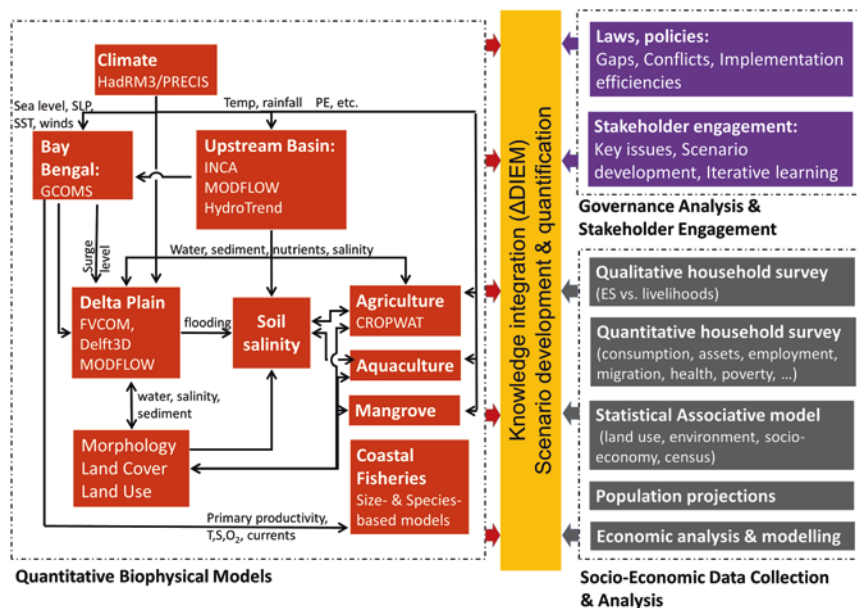 Climate
HadRM3/PRECIS
Sea level, SLP,
SST, winds
Temp, rainfall PE, etc.
Bay
Bengal:
GCOMS
Upstream Basin:
INCA
MODFLOW
HydroTrend
Surge
level
Water, sediment, nutrients, salinity
Delta Plain
FVCOM,
Delft3D
MODFLOW
flooding
Soil
salinity
Agriculture
CROPWAT
Aquaculture
Mangrove
water, salinity,
sediment
Morphology
Land Cover
Land Use
Coastal
Fisheries
Size- & Species-
based models
Primary productivity,
T,S,O₂, currents
Quantitative Biophysical Models
Knowledge integration (ΔDIEM)
Scenario development & quantification
Laws, policies:
Gaps, Conflicts, Implementation
efficiencies
Stakeholder engagement:
Key issues, Scenario
development, Iterative learning
Governance Analysis &
Stakeholder Engagement
Qualitative household survey
(ES vs. livelihoods)
Quantitative household survey
(consumption, assets, employment,
migration, health, poverty, ...)
Statistical Associative model
(land use, environment, socio-
economy, census)
Population projections
Economic analysis & modelling
Socio-Economic Data Collection
& Analysis